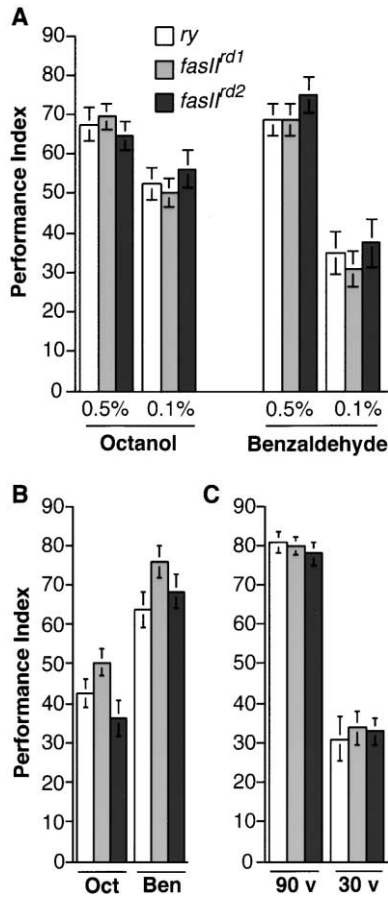 A
ry
fasII^rd1
fasII^rd2
Performance Index
90
80
70
60
50
40
30
20
10
0
0.5% 0.1% 0.5% 0.1%
Octanol Benzaldehyde
B
Performance Index
90
80
70
60
50
40
30
20
10
0
Oct Ben
C
90
80
70
60
50
40
30
20
10
0
90 v 30 v